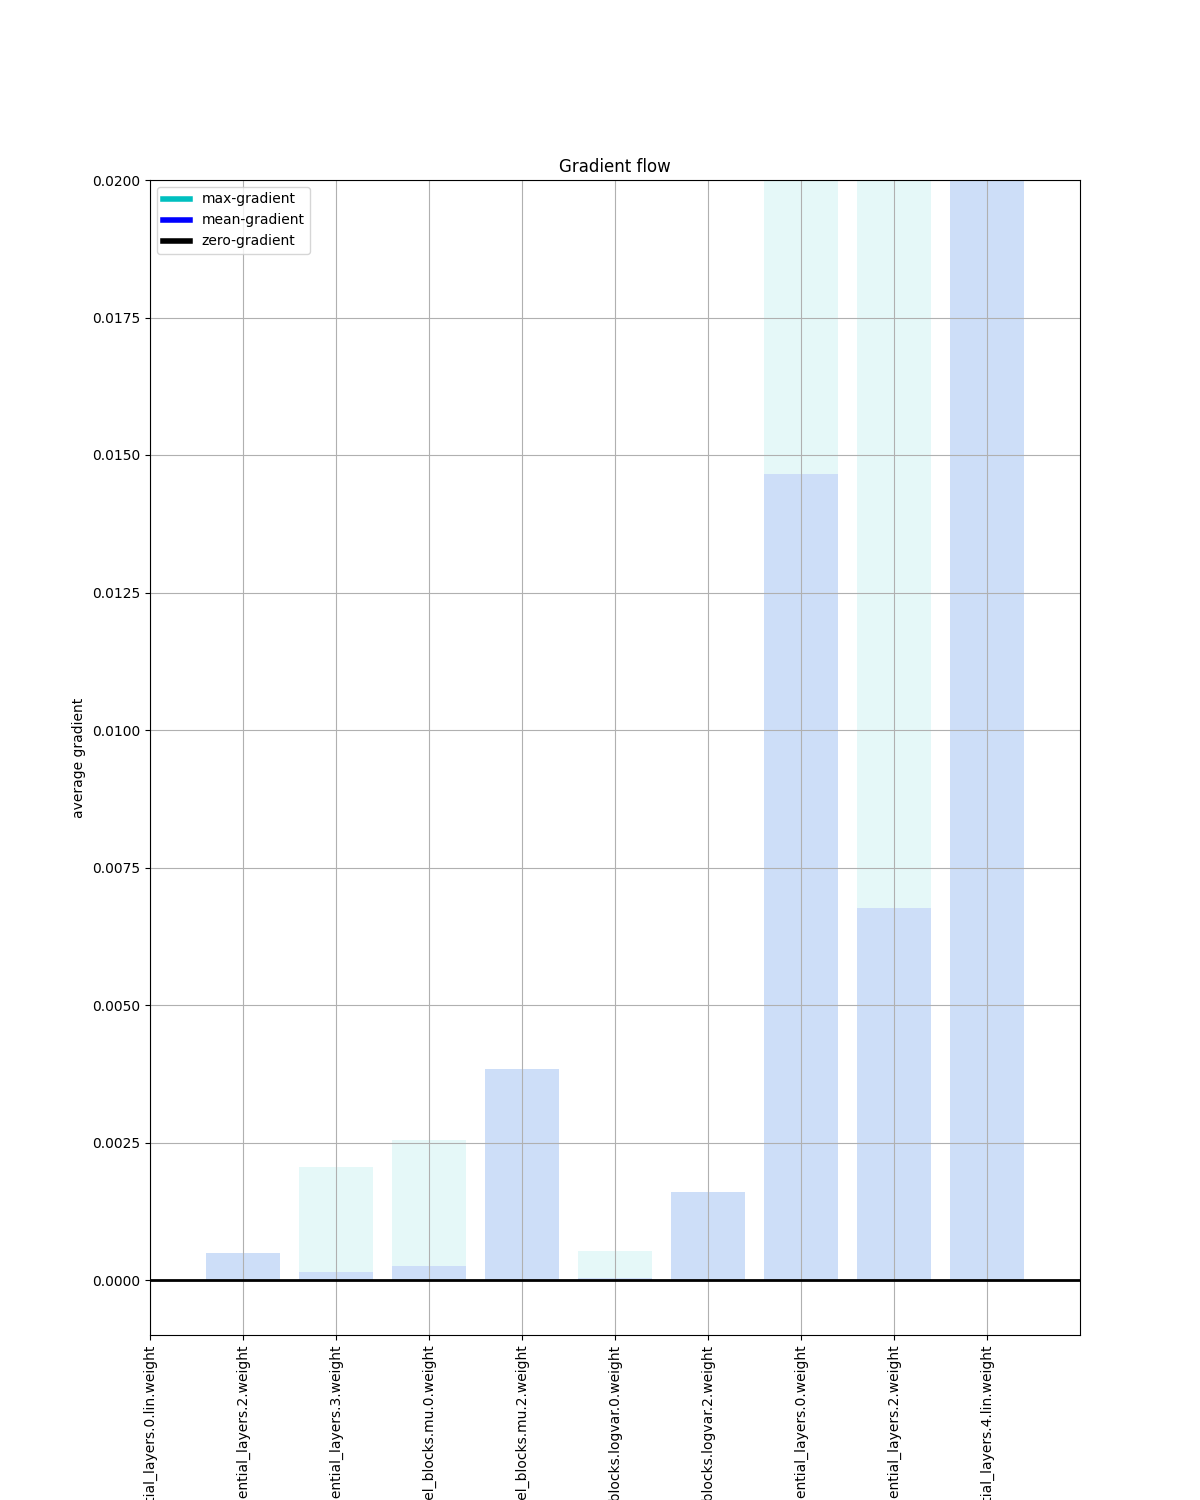 Gradient flow
max-gradient
mean-gradient
zero-gradient
0.0200
0.0175
0.0150
0.0125
0.0100
0.0075
0.0050
0.0025
0.0000
average gradient
tial_layers.0.lin.weight
ential_layers.2.weight
ential_layers.3.weight
el_blocks.mu.0.weight
el_blocks.mu.2.weight
blocks.logvar.0.weight
blocks.logvar.2.weight
ential_layers.0.weight
ential_layers.2.weight
tial_layers.4.lin.weight